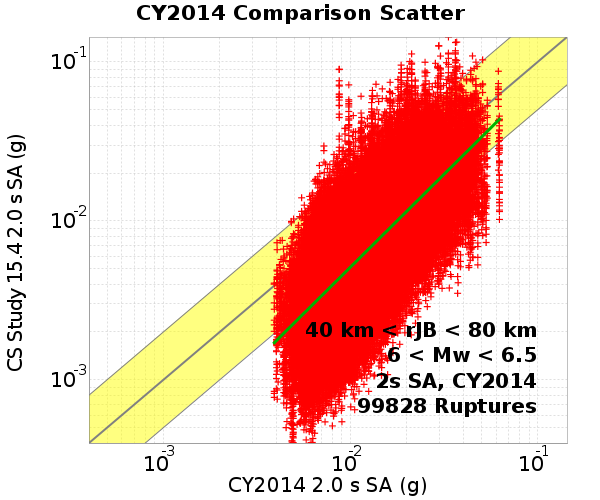 CY2014 Comparison Scatter
CS Study 15.4 2.0 s SA (g)
10⁻¹
10⁻²
10⁻³
40 km < rJB < 80 km
6 < Mw < 6.5
2s SA, CY2014
99828 Ruptures
10⁻³ 10⁻² 10⁻¹
CY2014 2.0 s SA (g)